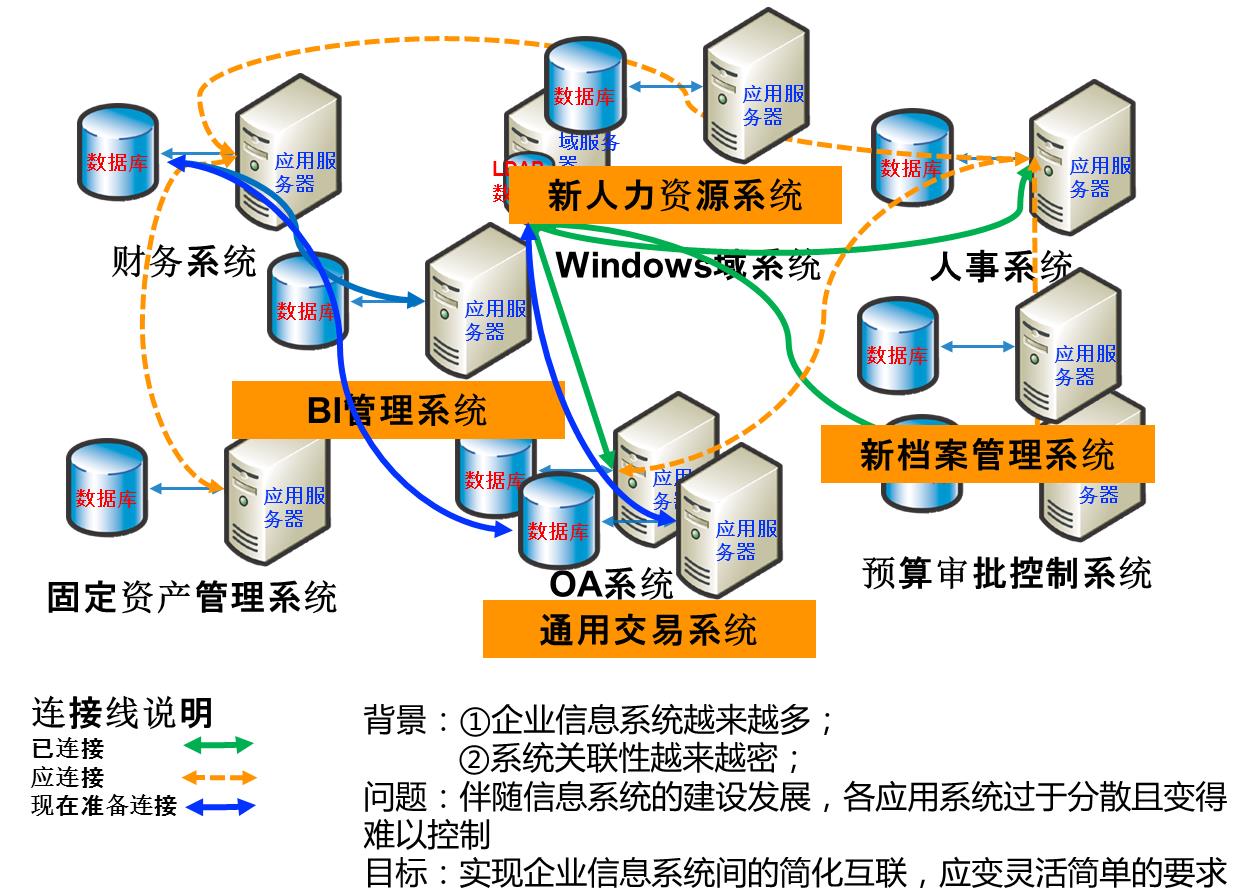 数据库
应用服
务器
数据库
应用服
务器
域服务
器
LDAP
数
新人力资源系统
数据库
应用服
务器
财务系统
Windows域系统
人事系统
数据库
应用服
务器
BI管理系统
数据库
应用服
务器
新档案管理系统
务器
数据库
应用服
务器
固定资产管理系统
数据库
应用
务
数据库
应用服
务器
OA系统
通用交易系统
预算审批控制系统
连接线说明
已连接
应连接
现在准备连接
背景：①企业信息系统越来越多；
②系统关联性越来越密；
问题：伴随信息系统的建设发展，各应用系统过于分散且变得
难以控制
目标：实现企业信息系统间的简化互联，应变灵活简单的要求